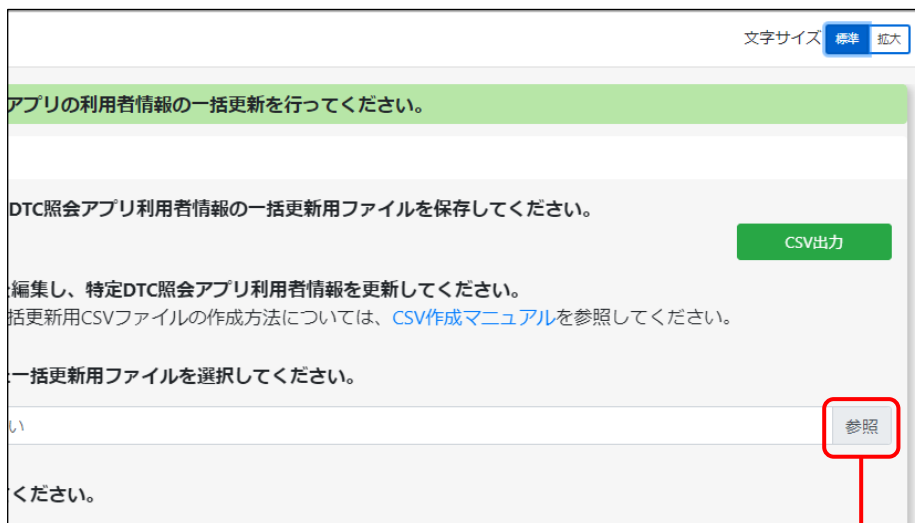 文字サイズ 標準 拡大
アプリの利用者情報の一括更新を行ってください。
DTC照会アプリ利用者情報の一括更新用ファイルを保存してください。
CSV出力
編集し、特定DTC照会アプリ利用者情報を更新してください。
括更新用CSVファイルの作成方法については、CSV作成マニュアルを参照してください。
一括更新用ファイルを選択してください。
い
参照
ください。